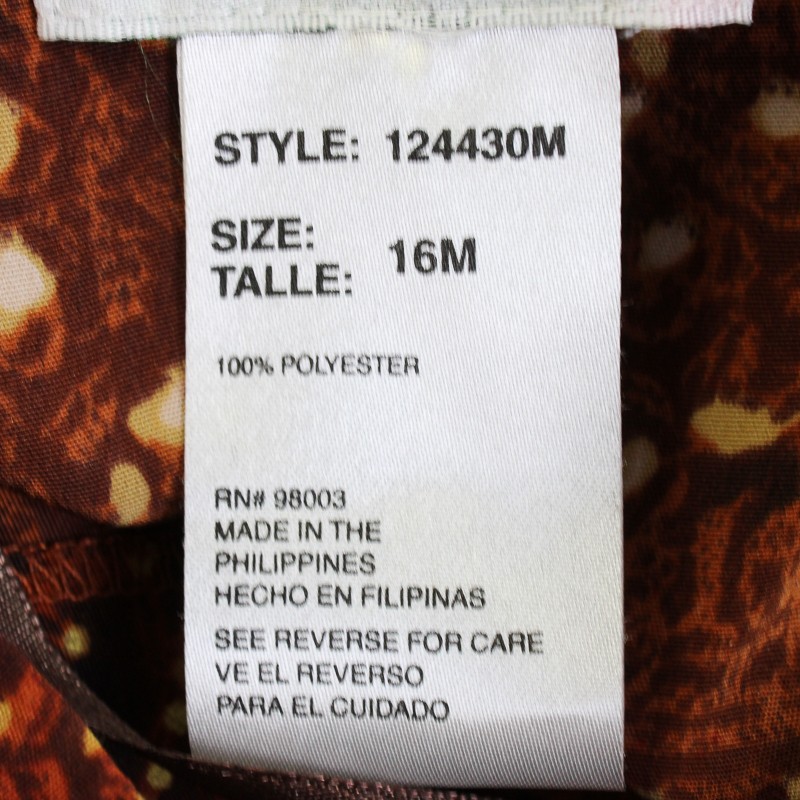 STYLE: 124430M
SIZE:
TALLE: 16M
100% POLYESTER
RN# 98003
MADE IN THE
PHILIPPINES
HECHO EN FILIPINAS
SEE REVERSE FOR CARE
VE EL REVERSO
PARA EL CUIDADO